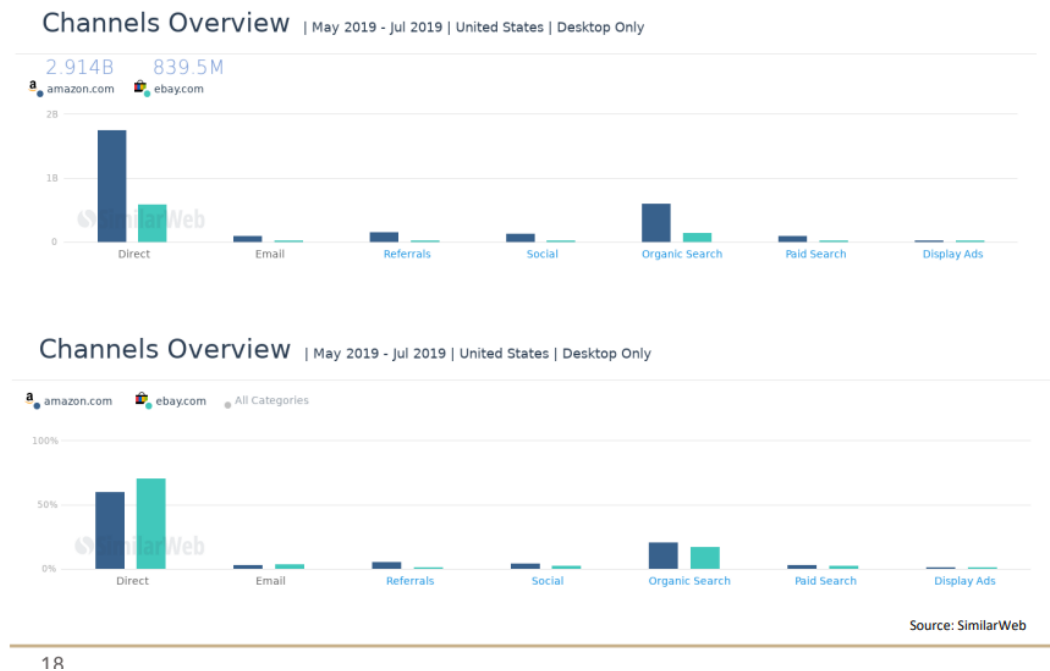 Channels Overview | May 2019 - Jul 2019 | United States | Desktop Only
2.914B 839.5M
amazon.com ebay.com
2B
1B
SimilarWeb
0
Direct Email Referrals Social Organic Search Paid Search Display Ads
Channels Overview | May 2019 - Jul 2019 | United States | Desktop Only
amazon.com ebay.com All Categories
100%
50%
SimilarWeb
0%
Direct Email Referrals Social Organic Search Paid Search Display Ads
Source: SimilarWeb
18